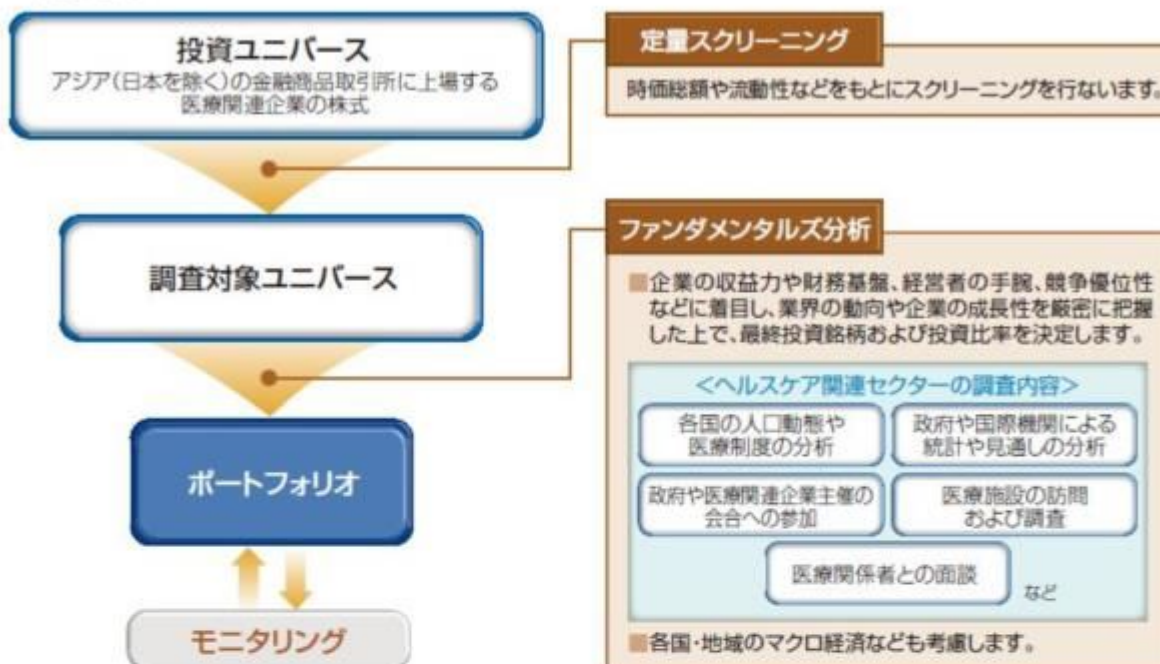 投資ユニバース
アジア(日本を除く)の金融商品取引所に上場する
医療関連企業の株式
定量スクリーニング
時価総額や流動性などをもとにスクリーニングを行ないます。
調査対象ユニバース
ファンダメンタルズ分析
■企業の収益力や財務基盤、経営者の手腕、競争優位性
などに着目し、業界の動向や企業の成長性を厳密に把握
した上で、最終投資銘柄および投資比率を決定します。
<ヘルスケア関連セクターの調査内容>
各国の人口動態や
医療制度の分析
政府や国際機関による
統計や見通しの分析
政府や医療関連企業主催の
会合への参加
医療施設の訪問
および調査
医療関係者との面談
など
■各国・地域のマクロ経済なども考慮します。
ポートフォリオ
モニタリング